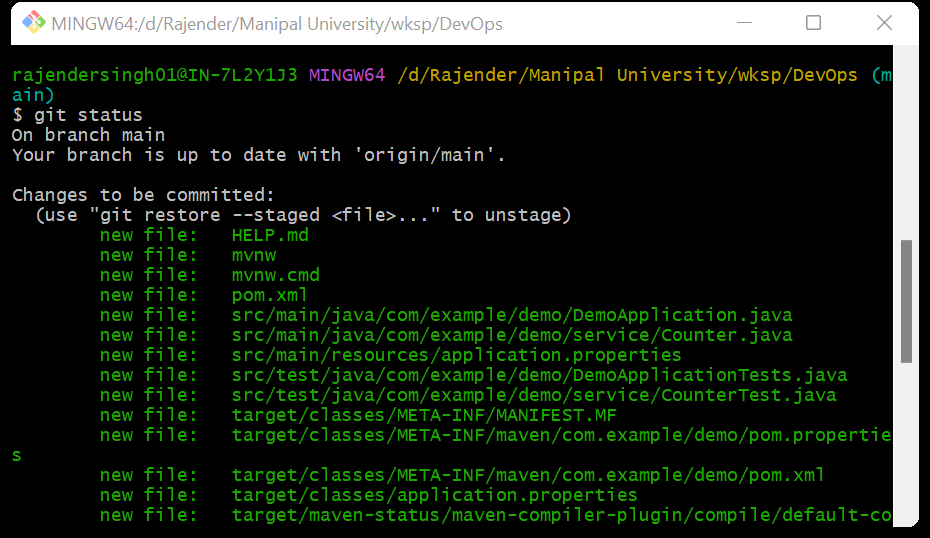 MINGW64:/d/Rajender/Manipal University/wksp/DevOps
rajendersingh01@IN-7L2Y1J3 MINGW64 /d/Rajender/Manipal University/wksp/DevOps (m
ain)
$ git status
On branch main
Your branch is up to date with 'origin/main'.
Changes to be committed:
(use "git restore --staged <file>..." to unstage)
new file: HELP.md
new file: mvnw
new file: mvnw.cmd
new file: pom.xml
new file: src/main/java/com/example/demo/DemoApplication.java
new file: src/main/java/com/example/demo/service/Counter.java
new file: src/main/resources/application.properties
new file: src/test/java/com/example/demo/DemoApplicationTests.java
new file: src/test/java/com/example/demo/service/CounterTest.java
new file: target/classes/META-INF/MANIFEST.MF
new file: target/classes/META-INF/maven/com.example/demo/pom.propertie
s
new file: target/classes/META-INF/maven/com.example/demo/pom.xml
new file: target/classes/application.properties
new file: target/maven-status/maven-compiler-plugin/compile/default-co